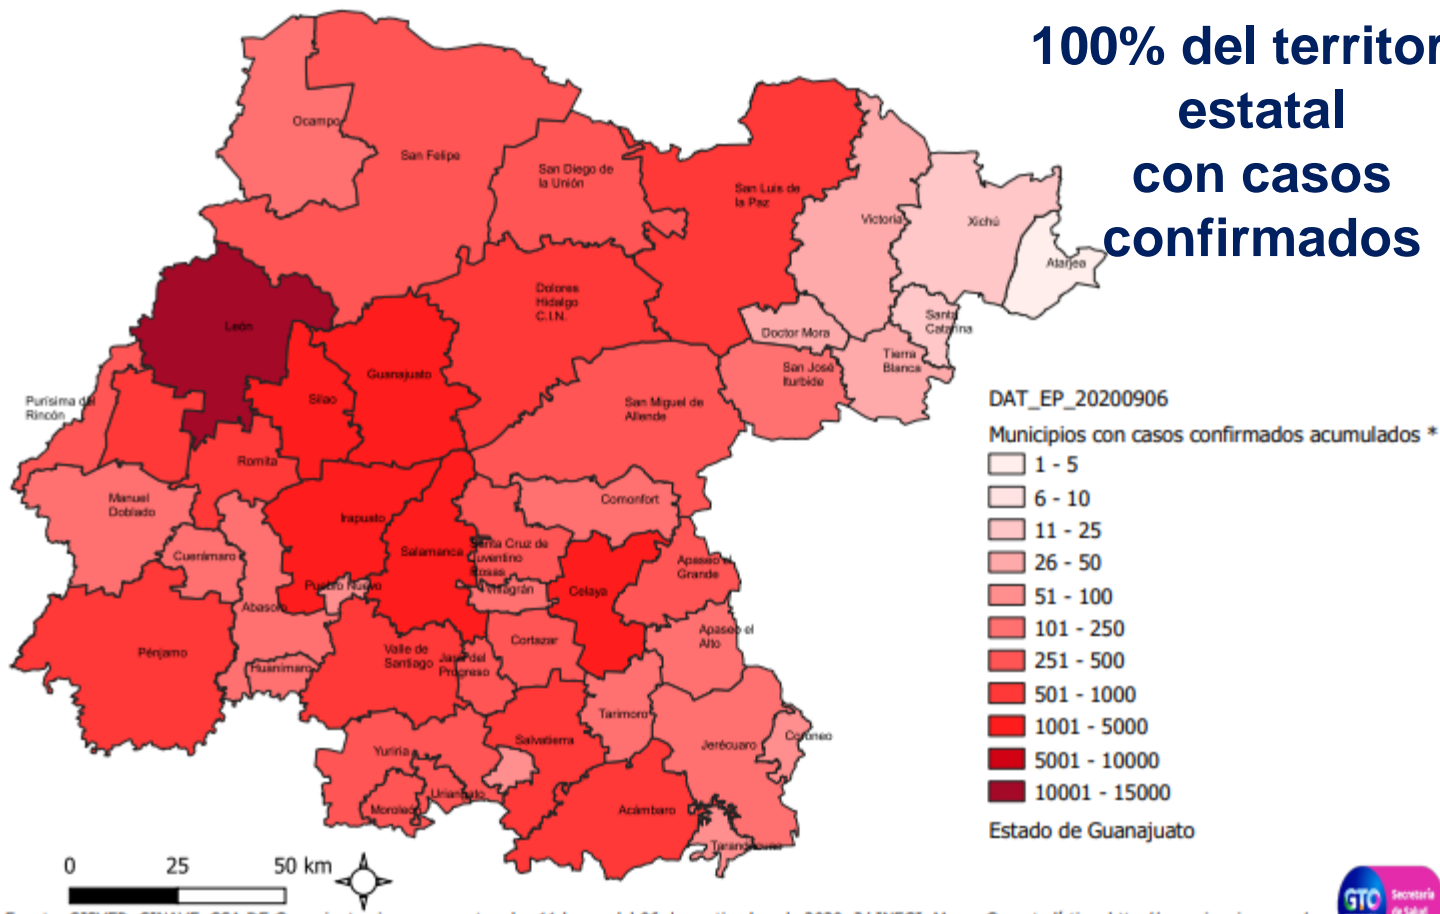 100% del territor
estatal
con casos
confirmados
Ocampo
San Felipe
San Diego de
la Unión
San Luis de
la Paz
Victoria
Xichú
Atarjea
León
Dolores
Hidalgo
C.I.N.
Doctor Mora
Santa
Catarina
Tierra
Blanca
San José
Iturbide
Guanajuato
Silao
San Miguel de
Allende
Purísima del
Rincón
Romita
Manuel
Doblado
Irapuato
Comonfort
Cuerámaro
Salamanca
Santa Cruz de
Juventino
Rosas
Apaseo el
Grande
Pueblo Nuevo
Villagrán
Celaya
Abasolo
Pénjamo
Valle de
Santiago
Jaral del
Progreso
Cortazar
Apaseo el
Alto
Huanímaro
Tarimoro
Yuriria
Salvatierra
Jerécuaro
Coroneo
Moroleón
Uriangato
Acámbaro
Tarandacuao
DAT_EP_20200906
Municipios con casos confirmados acumulados *
1 - 5
6 - 10
11 - 25
26 - 50
51 - 100
101 - 250
251 - 500
501 - 1000
1001 - 5000
5001 - 10000
10001 - 15000
Estado de Guanajuato
0 25 50 km
GTO
Secretaría
de Salud